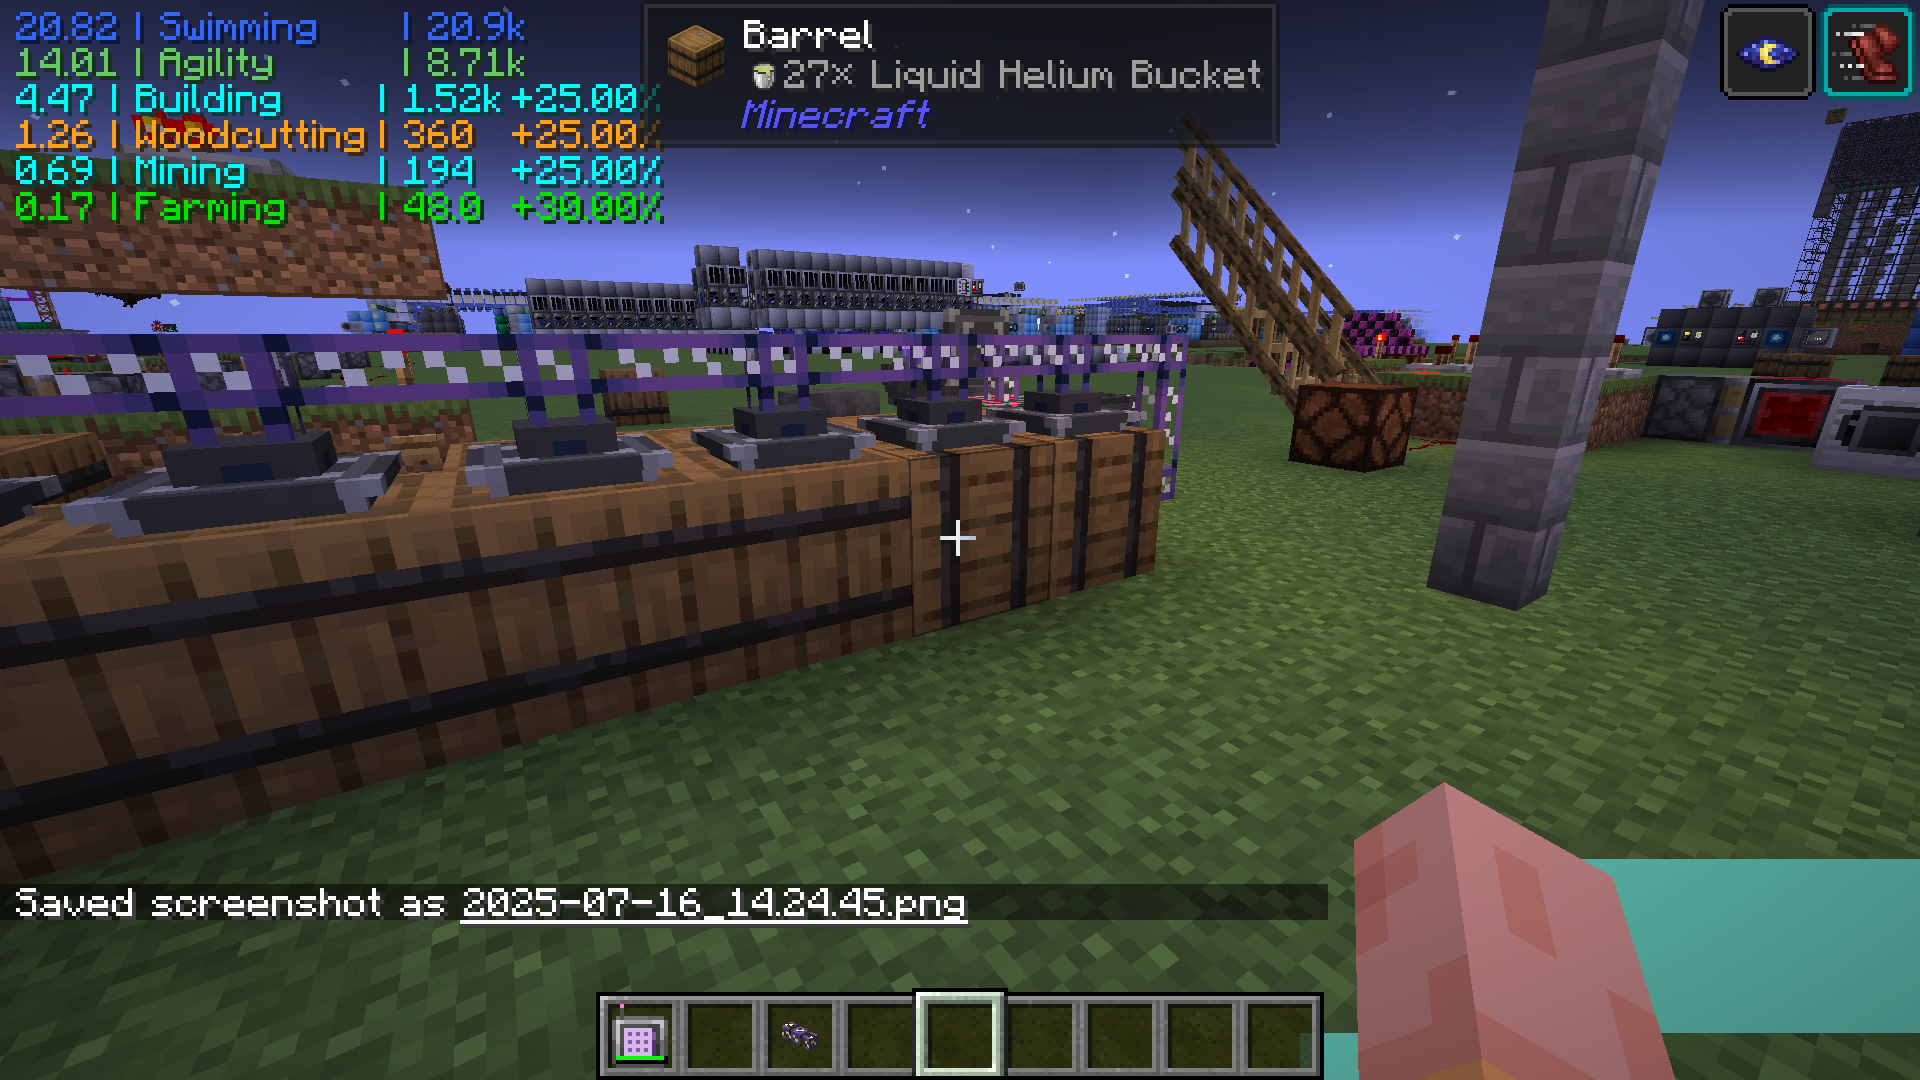 20.82 | Swimming | 20.9k
14.01 | Agility | 8.71k
4.47 | Building | 1.52k +25.00%
1.26 | Woodcutting | 360 +25.00%
0.69 | Mining | 194 +25.00%
0.17 | Farming | 48.0 +30.00%
Barrel
27× Liquid Helium Bucket
Minecraft
Saved screenshot as 2025-07-16_14.24.45.png